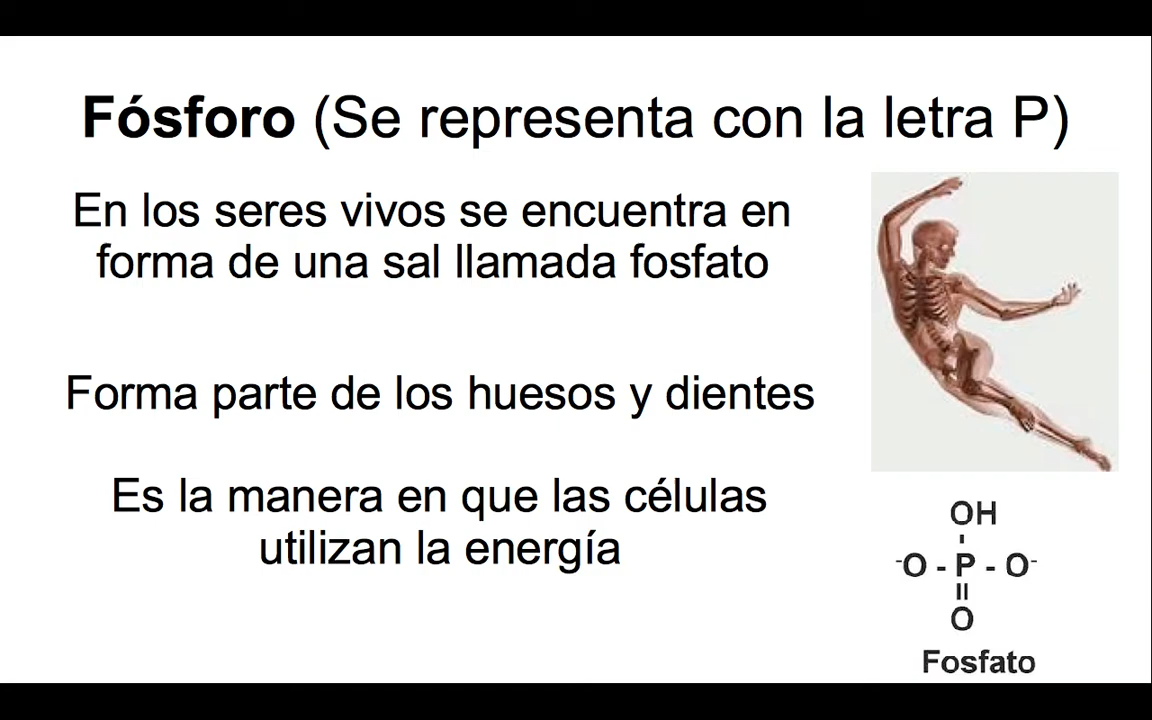 Fósforo (Se representa con la letra P)
En los seres vivos se encuentra en
forma de una sal llamada fosfato
Forma parte de los huesos y dientes
Es la manera en que las células
utilizan la energía
OH
-O - P - O-
O
Fosfato